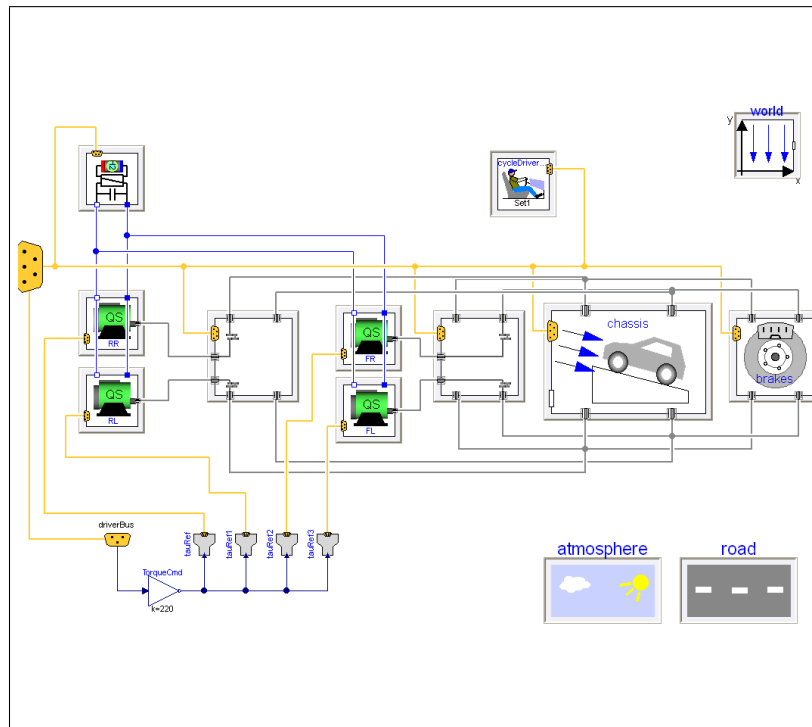 world
y
x
cycleDriver...
Set1
QS
RR
QS
FR
chassis
QS
RL
QS
FL
brakes
driverBus
tauRef
tauRef1
tauRef2
tauRef3
TorqueCmd
k=220
atmosphere
road